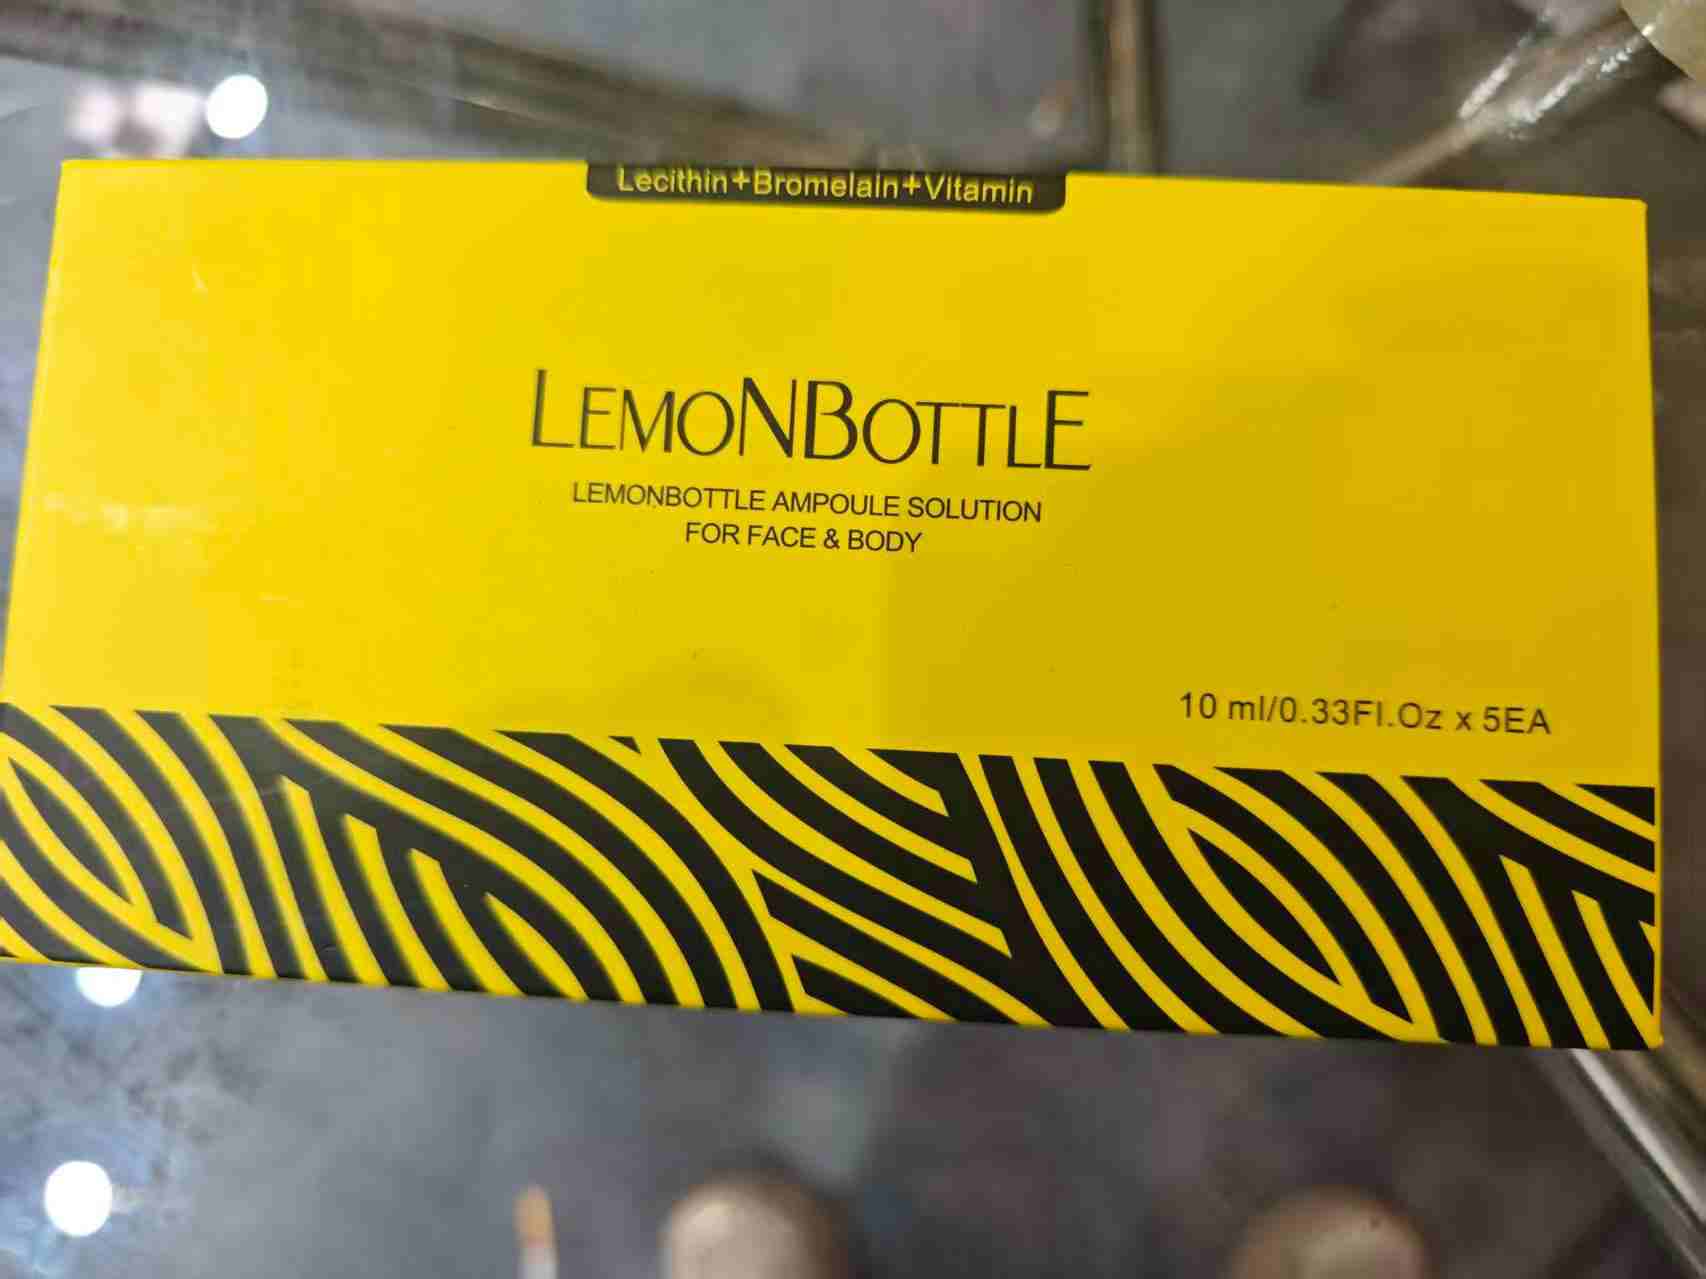 Lecithin+Bromelain+Vitamin
LEMONBOTTLE
LEMONBOTTLE AMPOULE SOLUTION
FOR FACE & BODY
10 ml/0.33Fl.Oz x 5EA